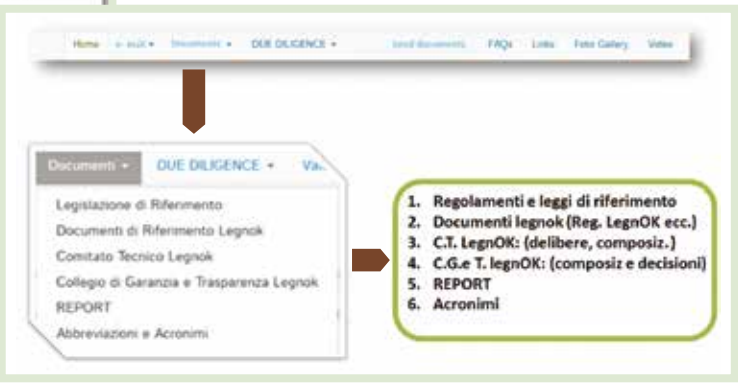 Home DUE DILIGENCE FAQs Links Foto Gallery Video
Documenti DUE DILIGENCE
Legislazione di Riferimento
Documenti di Riferimento Legnok
Comitato Tecnico Legnok
Collegio di Garanzia e Trasparenza Legnok
REPORT
Abbreviazioni e Acronimi
1. Regolamenti e leggi di riferimento
2. Documenti legnok (Reg. LegnOK ecc.)
3. C.T. LegnOK: (delibere, composiz.)
4. C.G.e T. legnOK: (composiz e decisioni)
5. REPORT
6. Acronimi